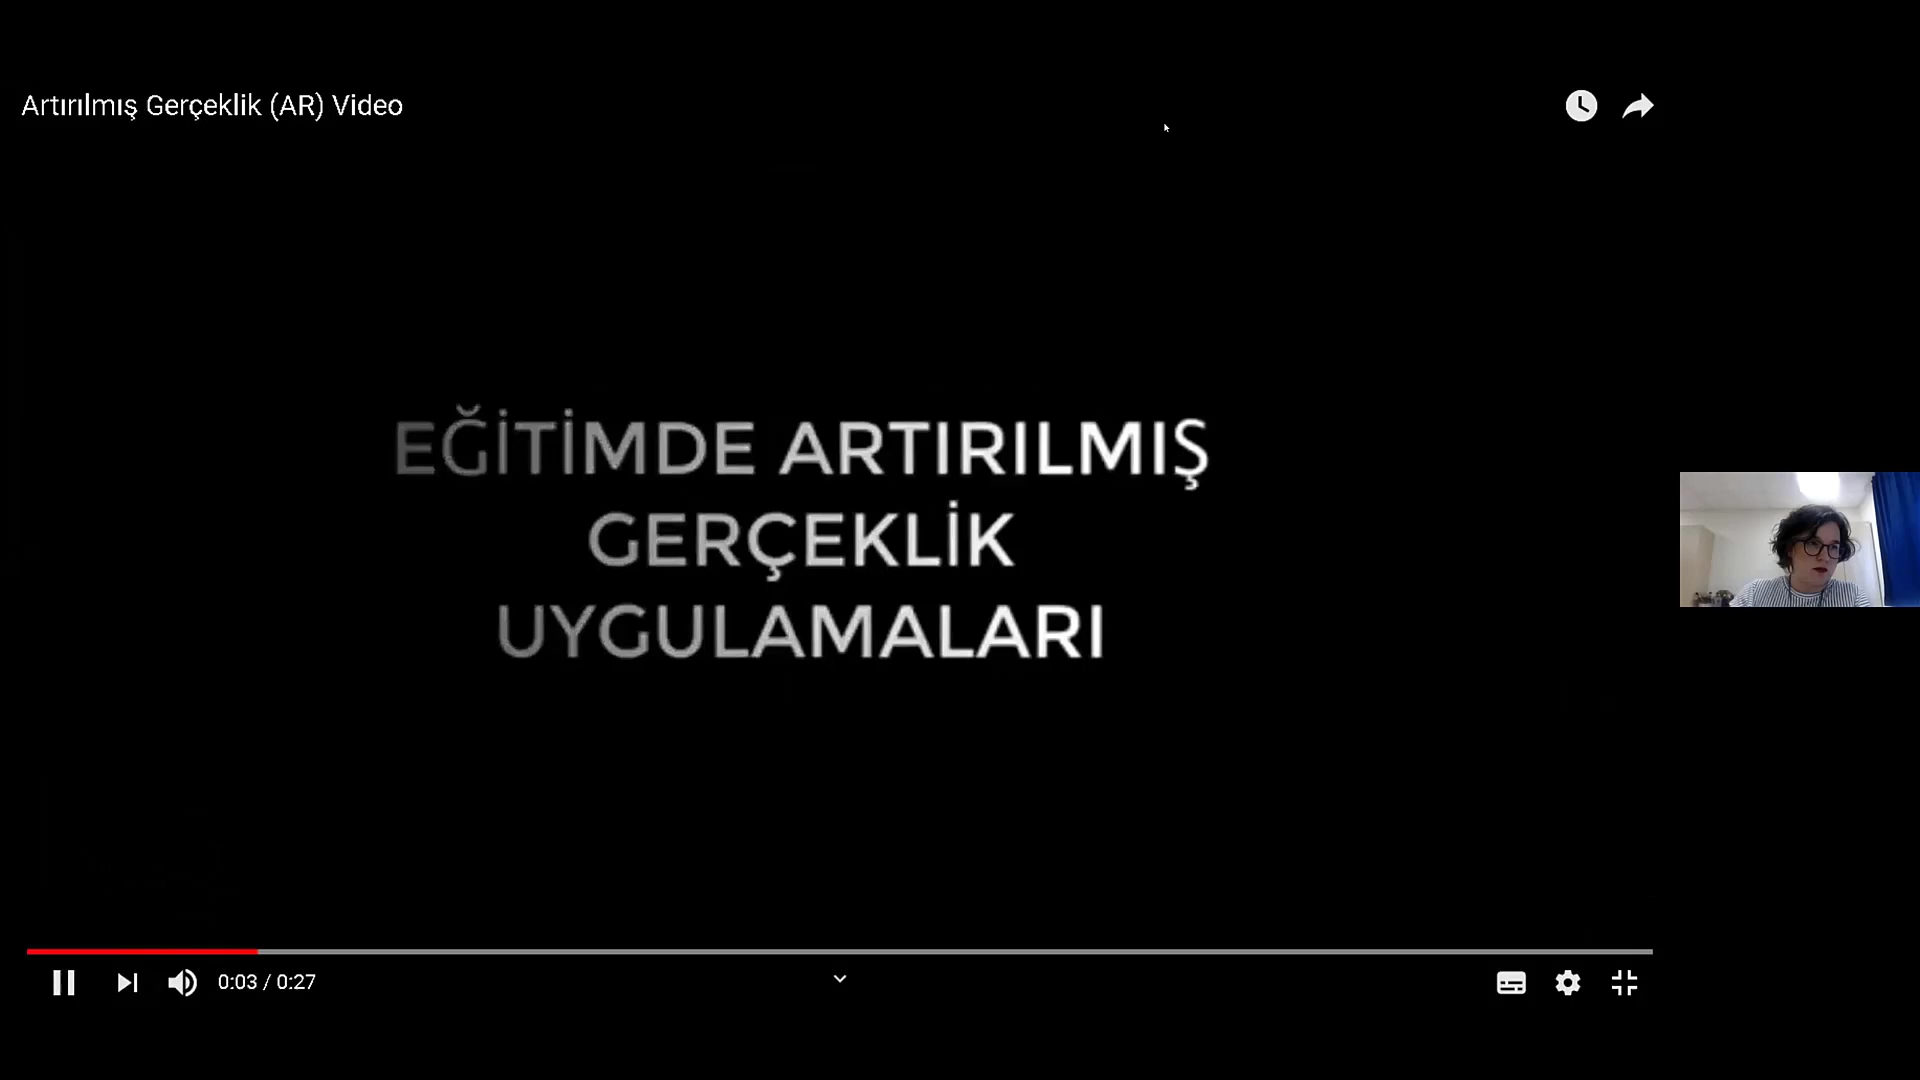 Artırılmış Gerçeklik (AR) Video
EĞİTİMDE ARTIRILMIŞ
GERÇEKLİK
UYGULAMALARI
0:03 / 0:27